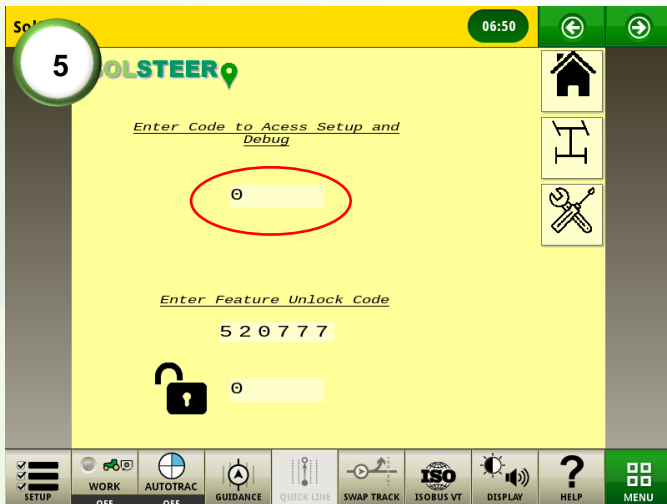 So
06:50
5
OLSTEER
Enter Code to Acess Setup and
Debug
0
Enter Feature Unlock Code
520777
0
SETUP
WORK
OFF
AUTOTRAC
OFF
GUIDANCE
QUICK LINE
SWAP TRACK
ISO
ISOBUS VT
DISPLAY
?
HELP
MENU